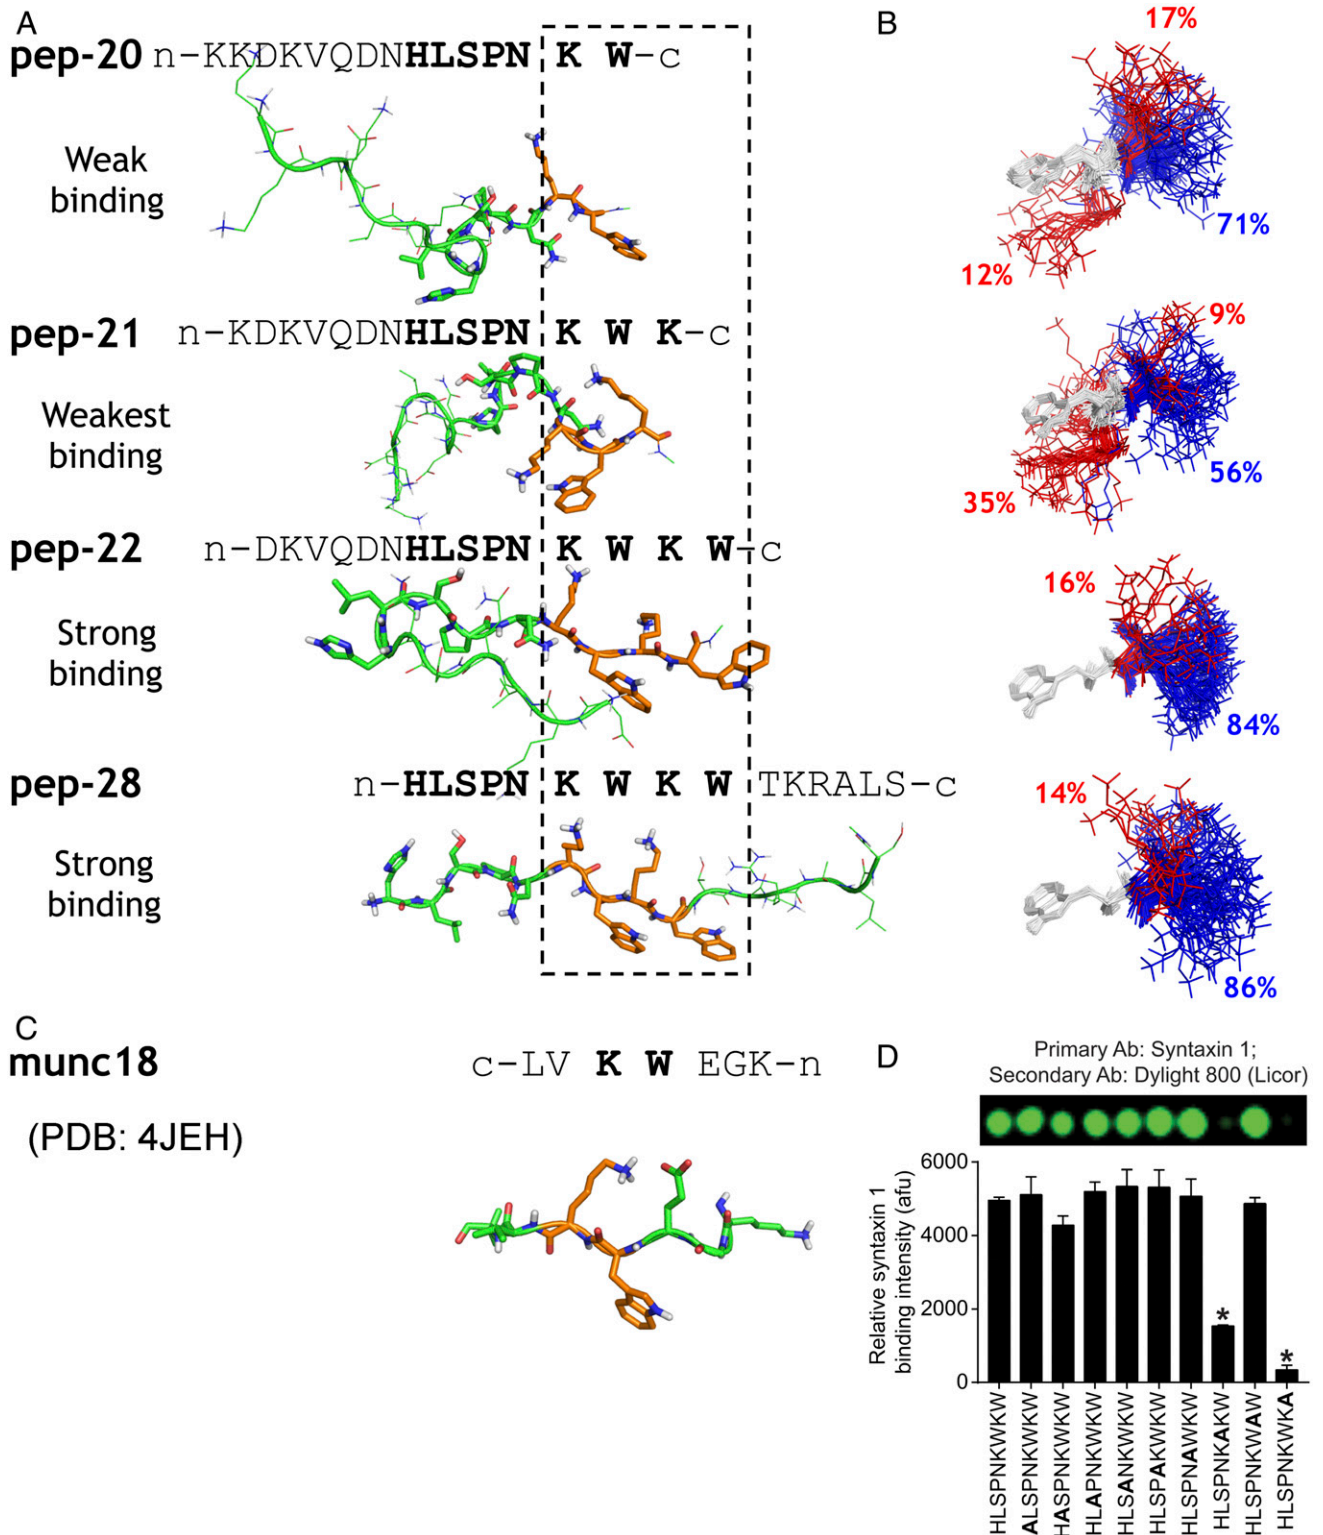 A
pep-20 n-KKDKVQDNHLSPN K W-c
Weak
binding
pep-21 n-KDKVQDNHLSPN K W K-c
Weakest
binding
pep-22 n-DKVQDNHLSPN K W K W-c
Strong
binding
pep-28 n-HLSPN K W K W TKRALS-c
Strong
binding
B
17%
71%
12%
9%
56%
35%
16%
84%
14%
86%
C
munc18 c-LV K W EGK-n
(PDB: 4JEH)
D
Primary Ab: Syntaxin 1;
Secondary Ab: Dylight 800 (Licor)
Relative syntaxin 1
binding intensity (afu)
6000
4000
2000
0
*
*
HLSPNKWKW
ALSPNKWKW
HASPNKWKW
HLAPNKWKW
HLSANKWKW
HLSPAKWKW
HLSPNAWKW
HLSPNKAKW
HLSPNKWAW
HLSPNKWKA